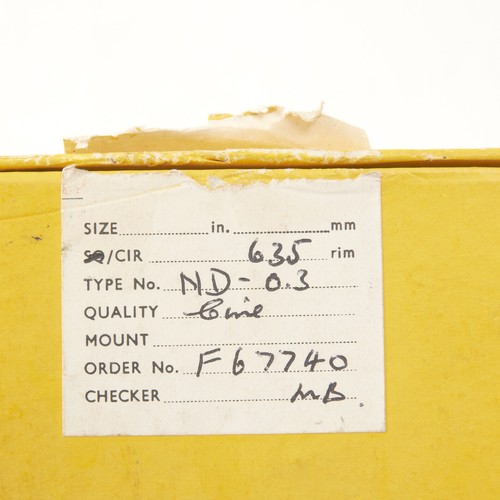 SIZE in. mm
SQ/CIR 635 rim
TYPE No. ND-0.3
QUALITY Cine
MOUNT
ORDER No. F67740
CHECKER MB.